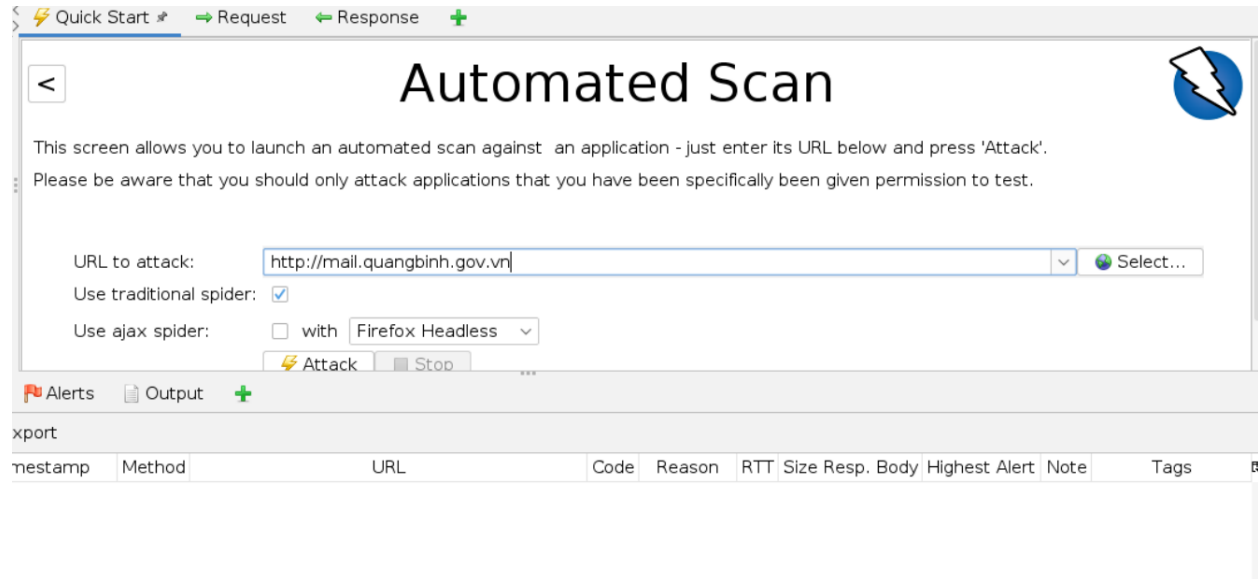 Quick Start Request Response
<
Automated Scan
This screen allows you to launch an automated scan against an application - just enter its URL below and press 'Attack'.
Please be aware that you should only attack applications that you have been specifically been given permission to test.
URL to attack: http://mail.quangbinh.gov.vn Select...
Use traditional spider:
Use ajax spider: with Firefox Headless
Attack Stop
Alerts Output
xport
mestamp Method URL Code Reason RTT Size Resp. Body Highest Alert Note Tags